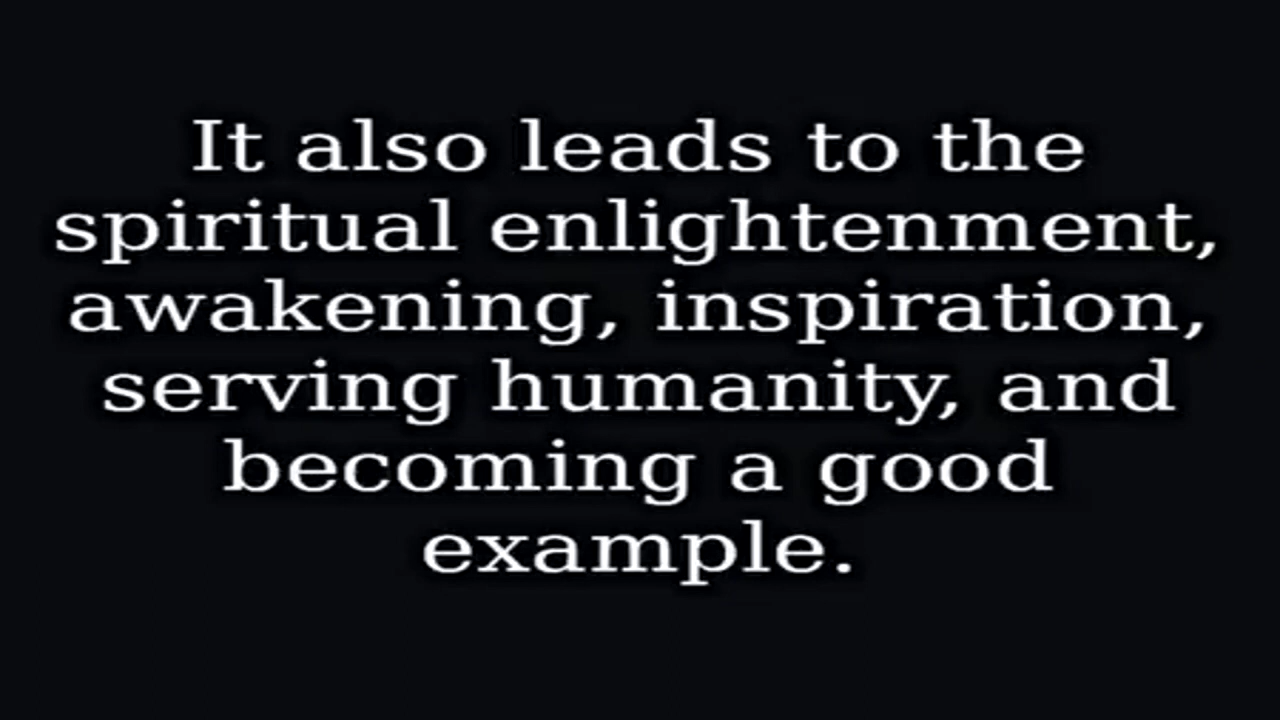 It also leads to the
spiritual enlightenment,
awakening, inspiration,
serving humanity, and
becoming a good
example.